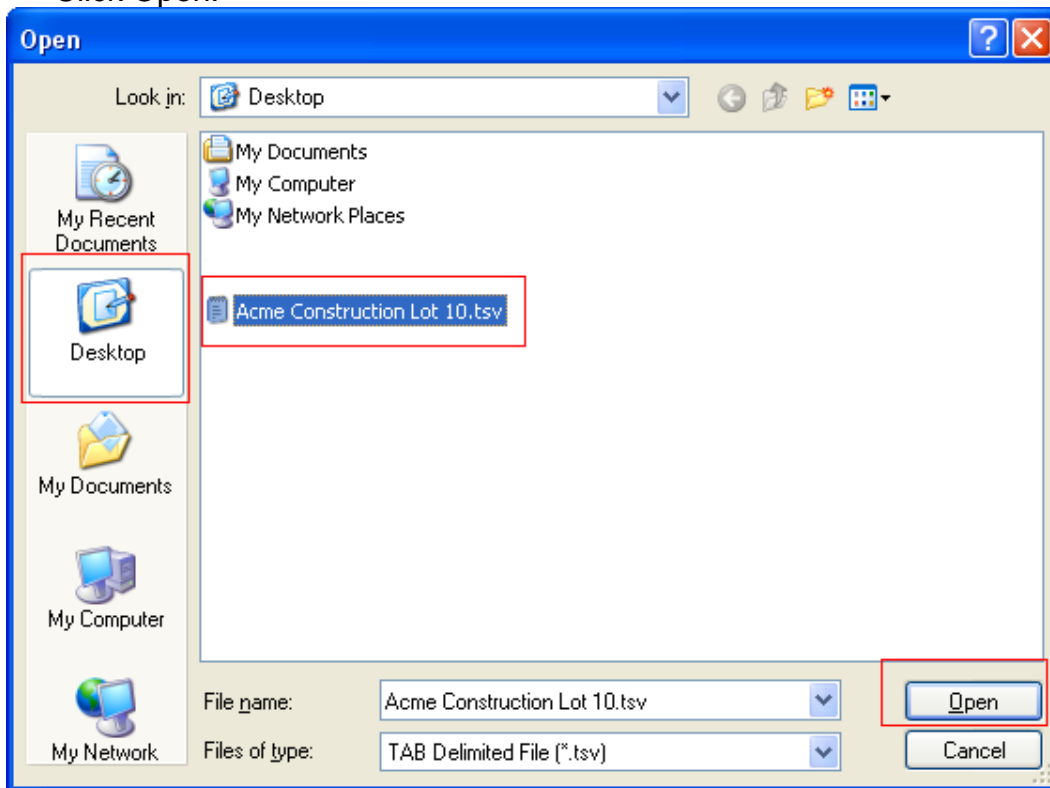 Click Open.
Open
Look in:
Desktop
My Documents
My Computer
My Network Places
Acme Construction Lot 10.tsv
My Recent
Documents
Desktop
My Documents
My Computer
My Network
File name:
Acme Construction Lot 10.tsv
Open
Files of type:
TAB Delimited File (*.tsv)
Cancel